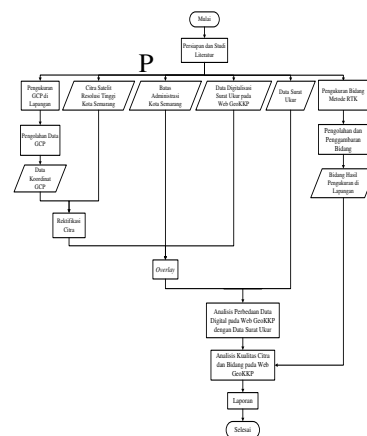 Mulai
Persiapan dan Studi
Literatur
P
Pengukuran
GCP di
Lapangan
Citra Satelit
Resolusi Tinggi
Kota Semarang
Batas
Administrasi
Kota Semarang
Data Digitalisasi
Surat Ukur pada
Web GeoKKP
Data Surat
Ukur
Pengukuran Bidang
Metode RTK
Pengolahan Data
GCP
Pengolahan dan
Penggambaran
Bidang
Data
Koordinat
GCP
Bidang Hasil
Pengukuran di
Lapangan
Rektifikasi
Citra
Overlay
Analisis Perbedaan Data
Digital pada Web GeoKKP
dengan Data Surat Ukur
Analisis Kualitas Citra
dan Bidang pada Web
GeoKKP
Laporan
Selesai